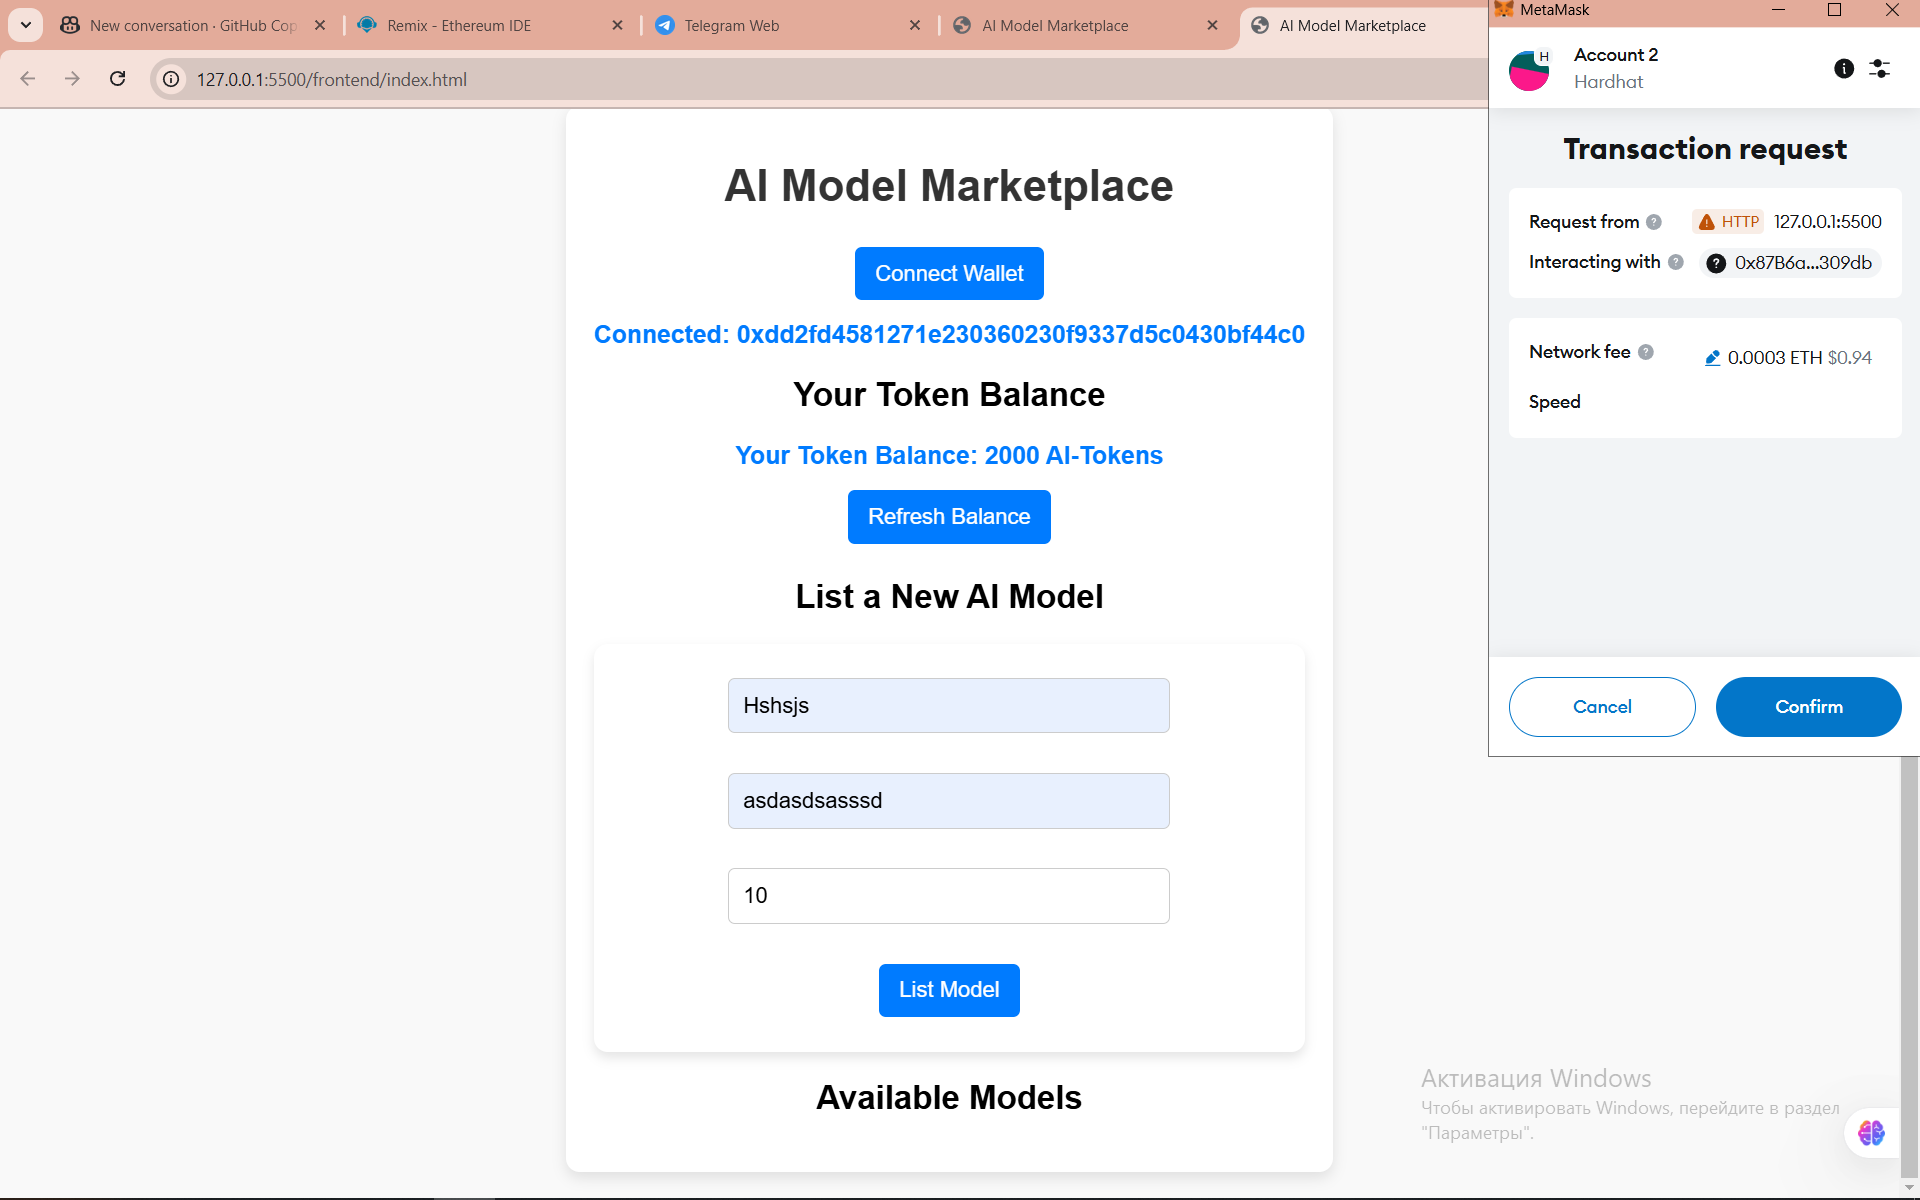 New conversation · GitHub Cop
Remix - Ethereum IDE
Telegram Web
AI Model Marketplace
AI Model Marketplace
127.0.0.1:5500/frontend/index.html
AI Model Marketplace
Connect Wallet
Connected: 0xdd2fd4581271e230360230f9337d5c0430bf44c0
Your Token Balance
Your Token Balance: 2000 AI-Tokens
Refresh Balance
List a New AI Model
Hshsjs
asdasdsasssd
10
List Model
Available Models
MetaMask
H
Account 2
Hardhat
Transaction request
Request from ? HTTP 127.0.0.1:5500
Interacting with ? ? 0x87B6a...309db
Network fee ? 0.0003 ETH $0.94
Speed
Cancel
Confirm
Активация Windows
Чтобы активировать Windows, перейдите в раздел
"Параметры".